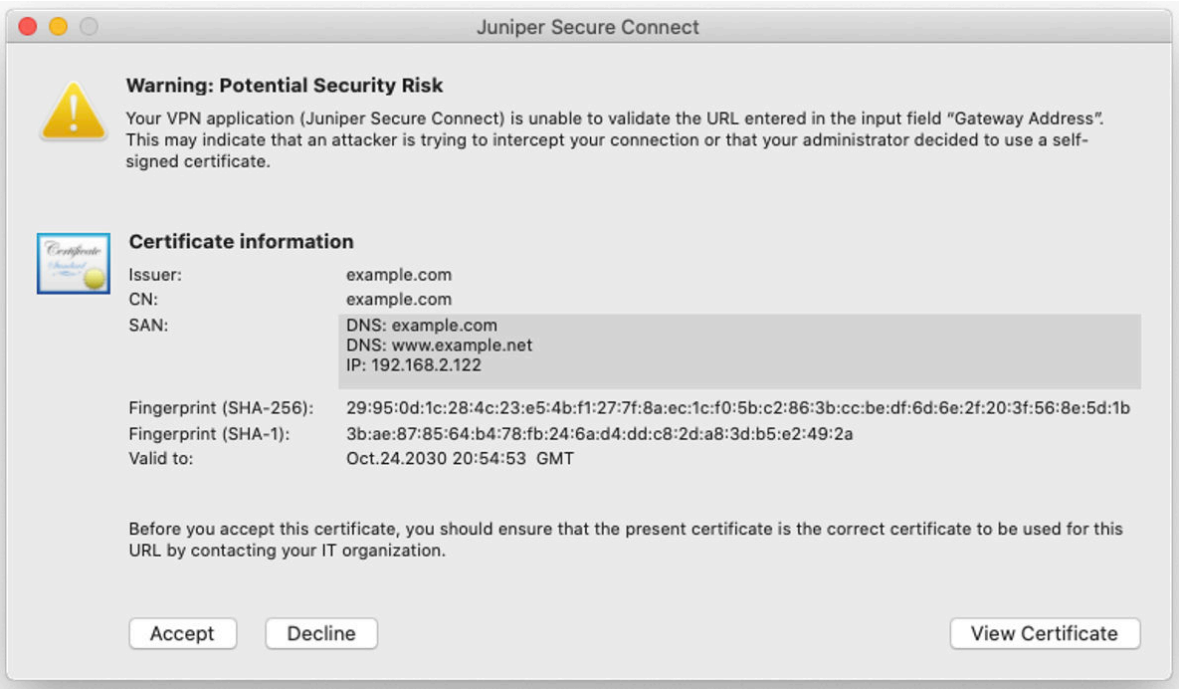 Juniper Secure Connect
Warning: Potential Security Risk
Your VPN application (Juniper Secure Connect) is unable to validate the URL entered in the input field “Gateway Address”.
This may indicate that an attacker is trying to intercept your connection or that your administrator decided to use a self-
signed certificate.
Certificate
Standard
Certificate information
Issuer: example.com
CN: example.com
SAN: DNS: example.com
DNS: www.example.net
IP: 192.168.2.122
Fingerprint (SHA-256): 29:95:0d:1c:28:4c:23:e5:4b:f1:27:7f:8a:ec:1c:f0:5b:c2:86:3b:cc:be:df:6d:6e:2f:20:3f:56:8e:5d:1b
Fingerprint (SHA-1): 3b:ae:87:85:64:b4:78:fb:24:6a:d4:dd:c8:2d:a8:3d:b5:e2:49:2a
Valid to: Oct.24.2030 20:54:53 GMT
Before you accept this certificate, you should ensure that the present certificate is the correct certificate to be used for this
URL by contacting your IT organization.
Accept Decline View Certificate